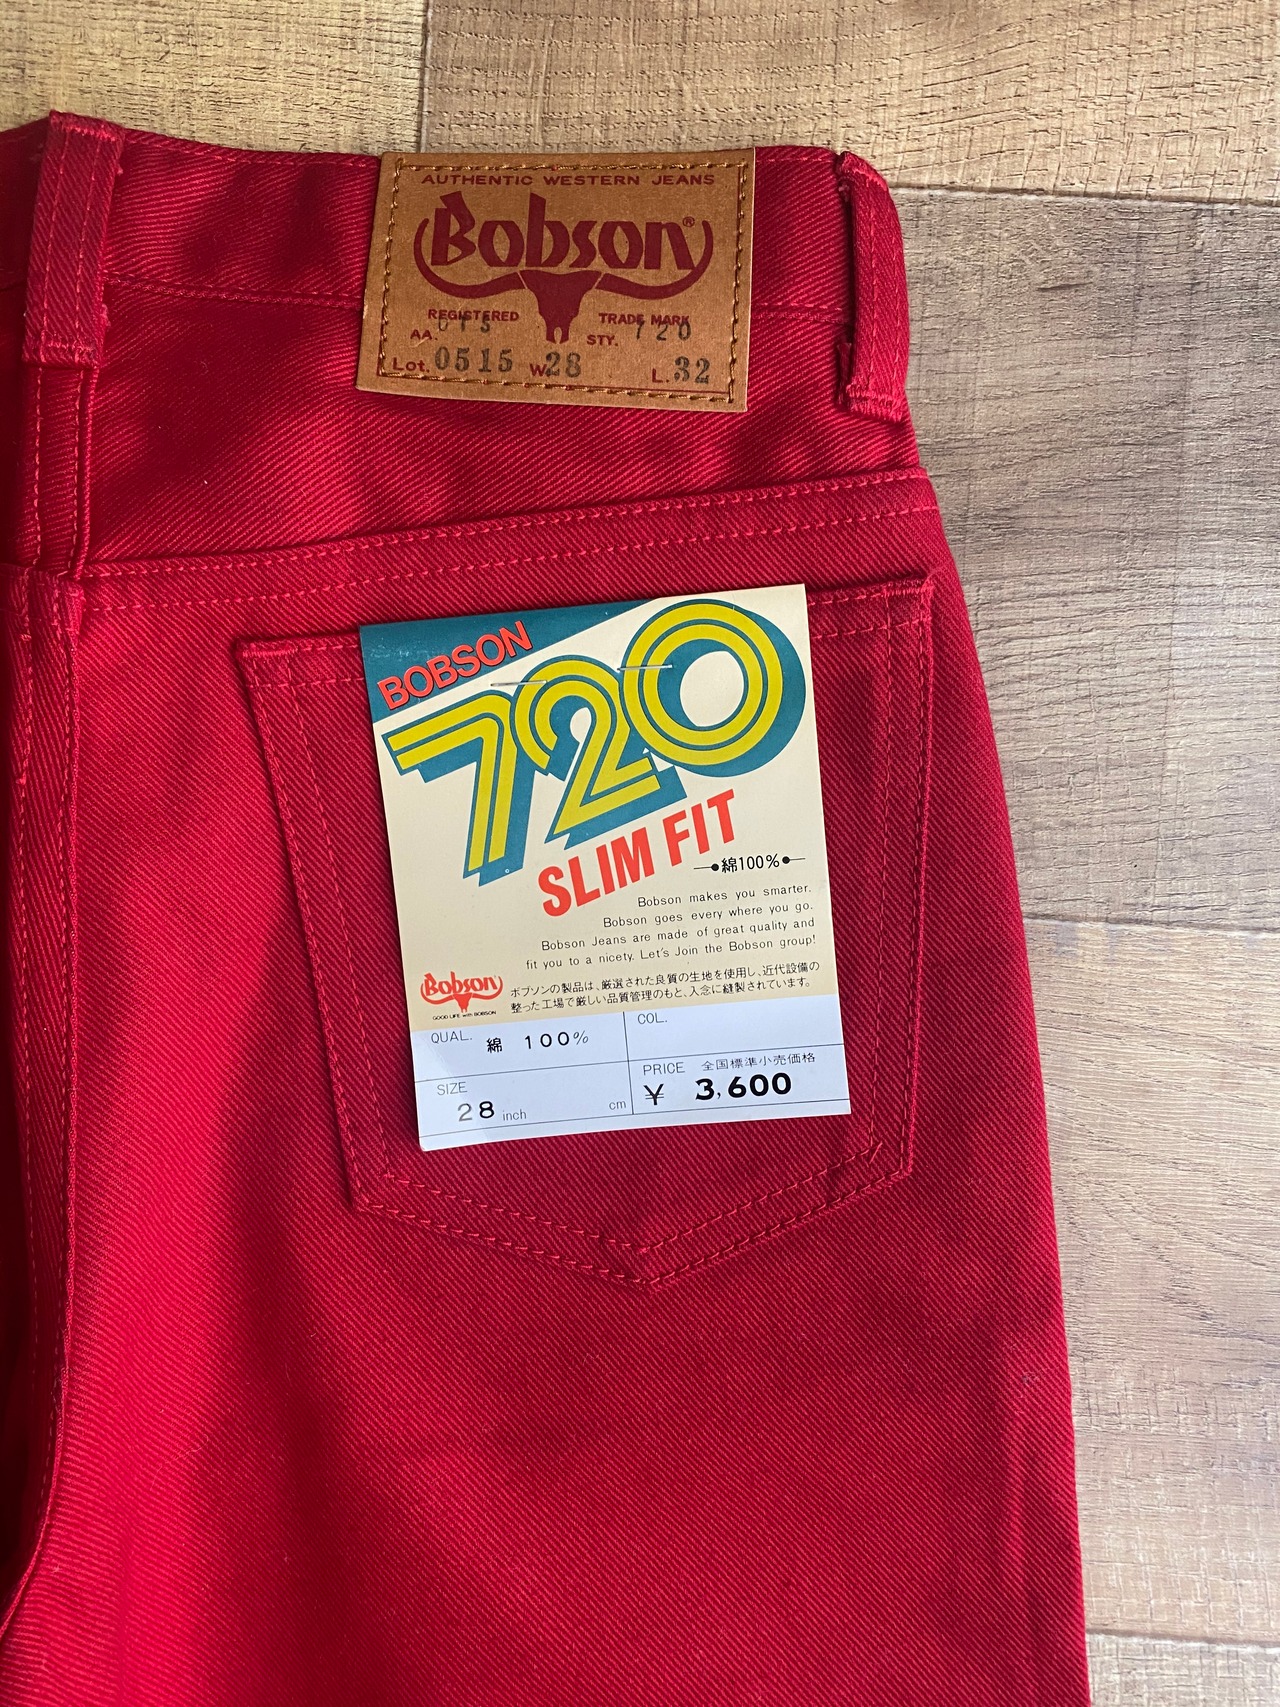 AUTHENTIC WESTERN JEANS
Bobson®
REGISTERED TRADE MARK
AA. STY. 720
Lot. 0515 W. 28 L. 32
BOBSON
720
SLIM FIT
綿100%
Bobson makes you smarter.
Bobson goes every where you go.
Bobson Jeans are made of great quality and
fit you to a nicety. Let's Join the Bobson group!
Bobson
GOOD LIFE with BOBSON
ボブソンの製品は、厳選された良質の生地を使用し、近代設備の
整った工場で厳しい品質管理のもと、入念に縫製されています。
QUAL. 綿 100%
COL.
SIZE 28 inch cm
PRICE 全国標準小売価格
¥ 3,600